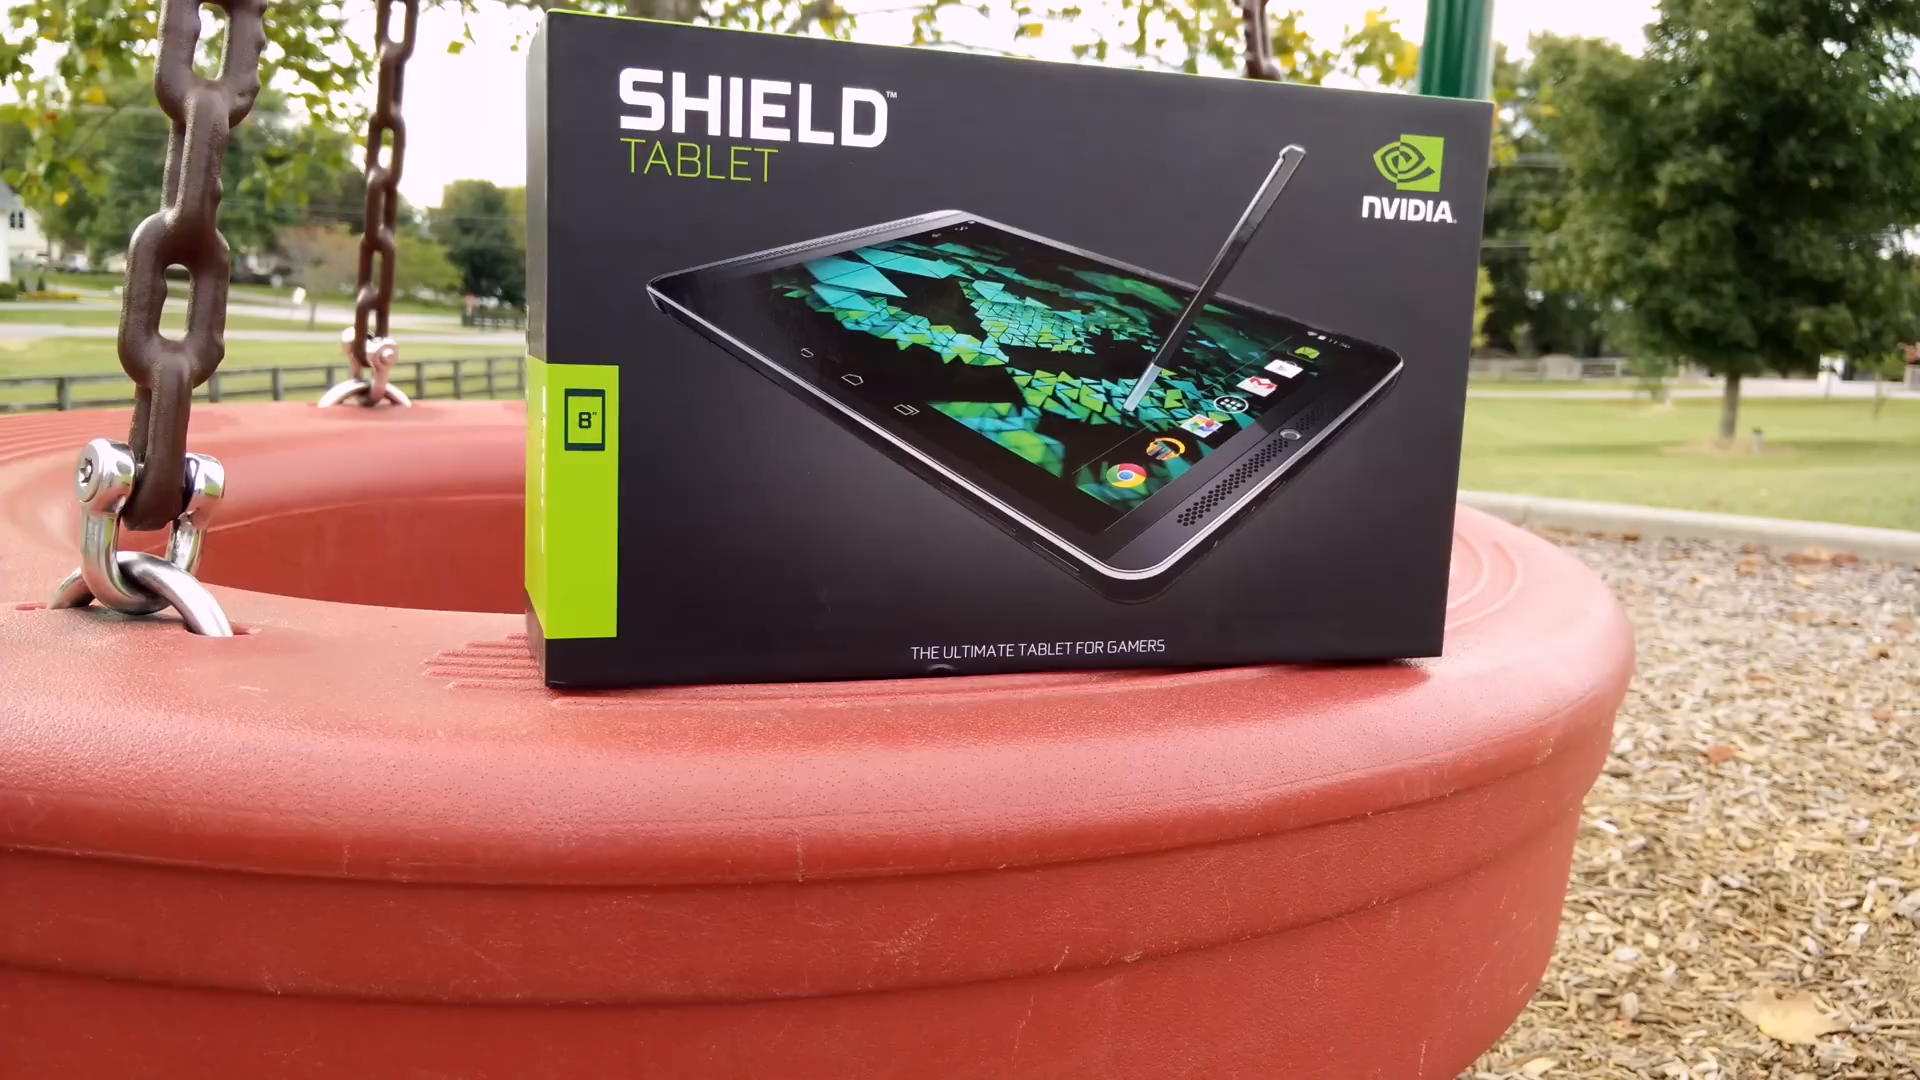 SHIELD™
TABLET
NVIDIA.
8"
THE ULTIMATE TABLET FOR GAMERS